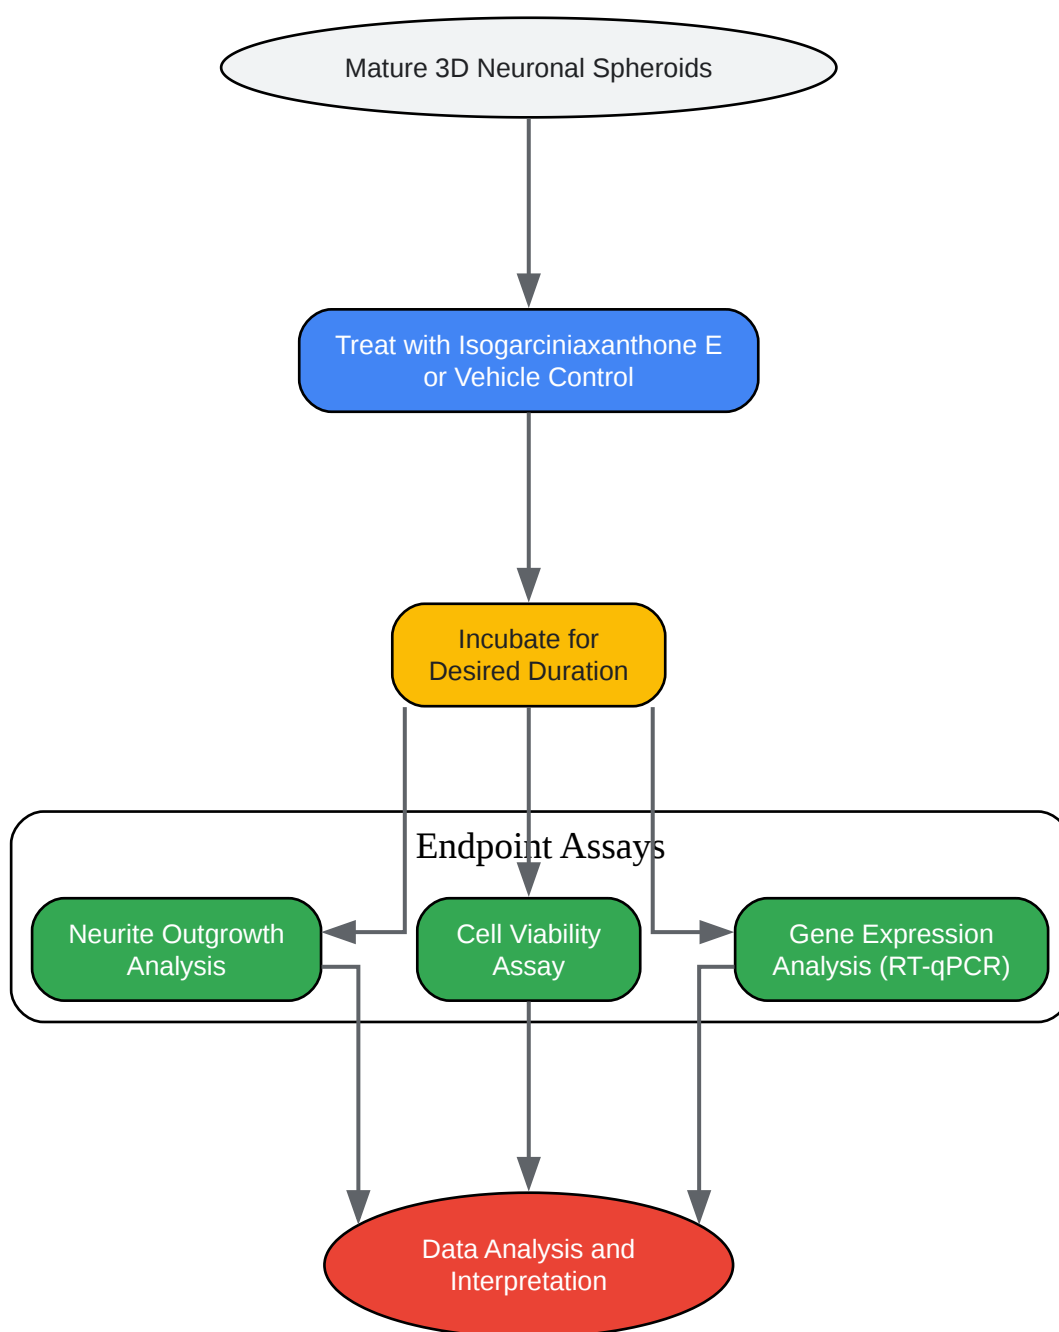 Mature 3D Neuronal Spheroids
Treat with Isogarciniaxanthone E
or Vehicle Control
Incubate for
Desired Duration
Endpoint Assays
Neurite Outgrowth
Analysis
Cell Viability
Assay
Gene Expression
Analysis (RT-qPCR)
Data Analysis and
Interpretation